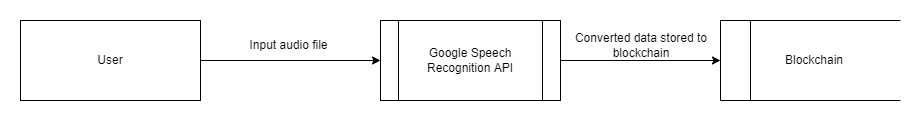 User
Input audio file
Google Speech
Recognition API
Converted data stored to
blockchain
Blockchain